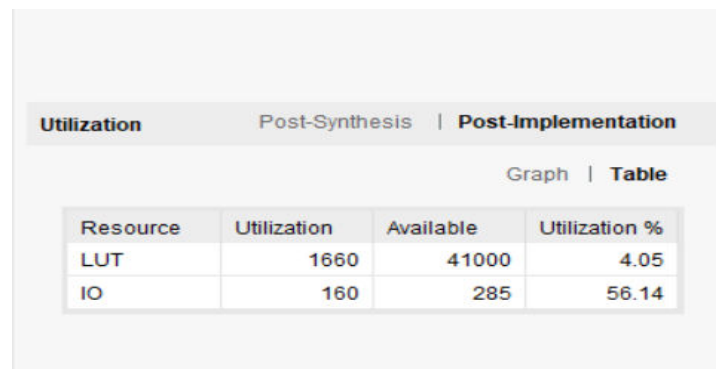 Utilization Post-Synthesis | Post-Implementation
Graph | Table
Resource Utilization Available Utilization %
LUT 1660 41000 4.05
IO 160 285 56.14